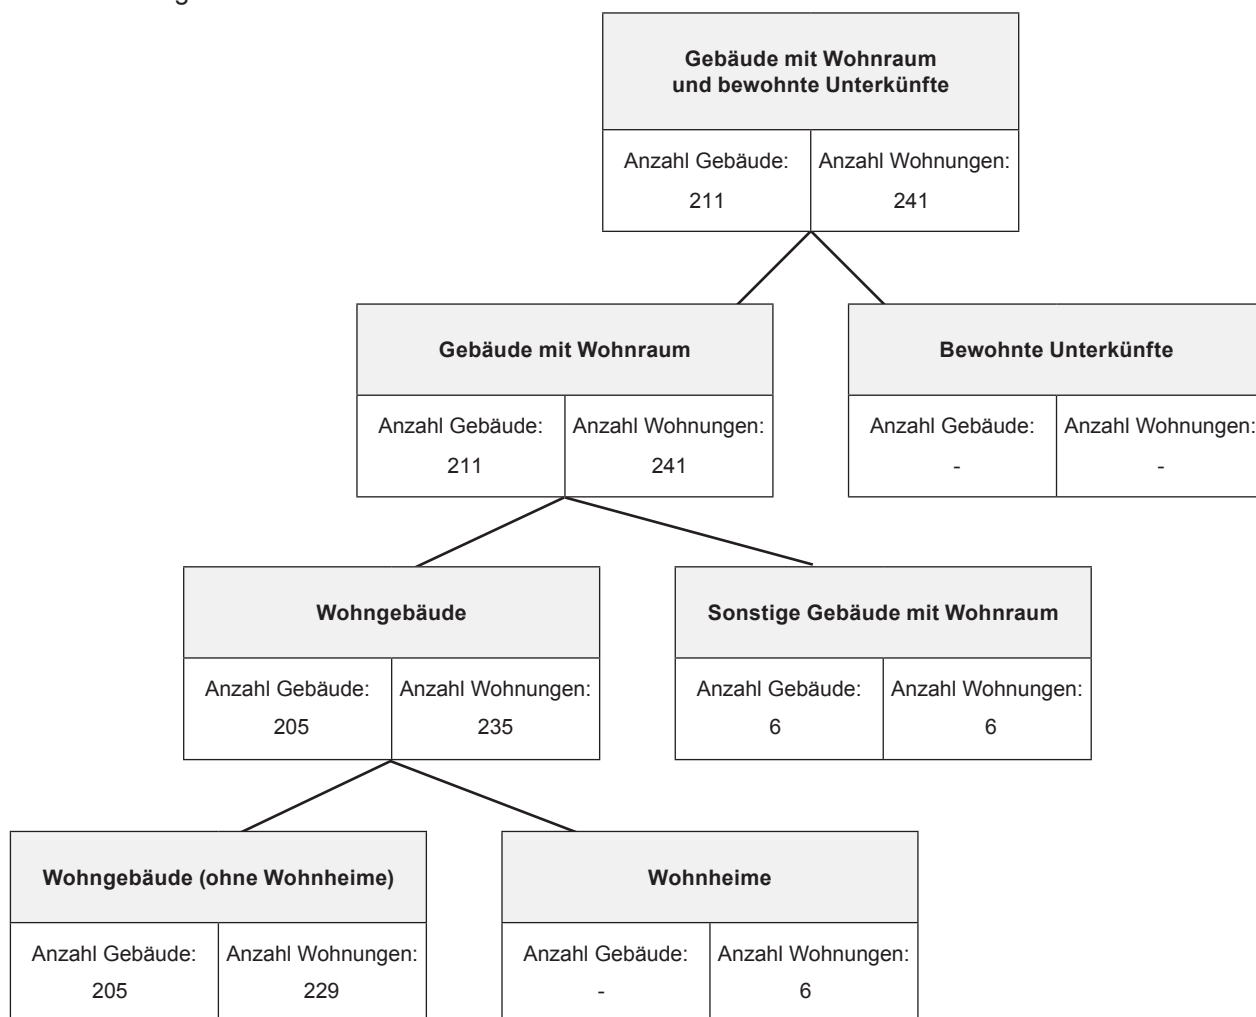 Gebäude mit Wohnraum
und bewohnte Unterkünfte
Anzahl Gebäude: Anzahl Wohnungen:
211 241
Gebäude mit Wohnraum Bewohnte Unterkünfte
Anzahl Gebäude: Anzahl Wohnungen: Anzahl Gebäude: Anzahl Wohnungen:
211 241 - -
Wohngebäude Sonstige Gebäude mit Wohnraum
Anzahl Gebäude: Anzahl Wohnungen: Anzahl Gebäude: Anzahl Wohnungen:
205 235 6 6
Wohngebäude (ohne Wohnheime) Wohnheime
Anzahl Gebäude: Anzahl Wohnungen: Anzahl Gebäude: Anzahl Wohnungen:
205 229 - 6